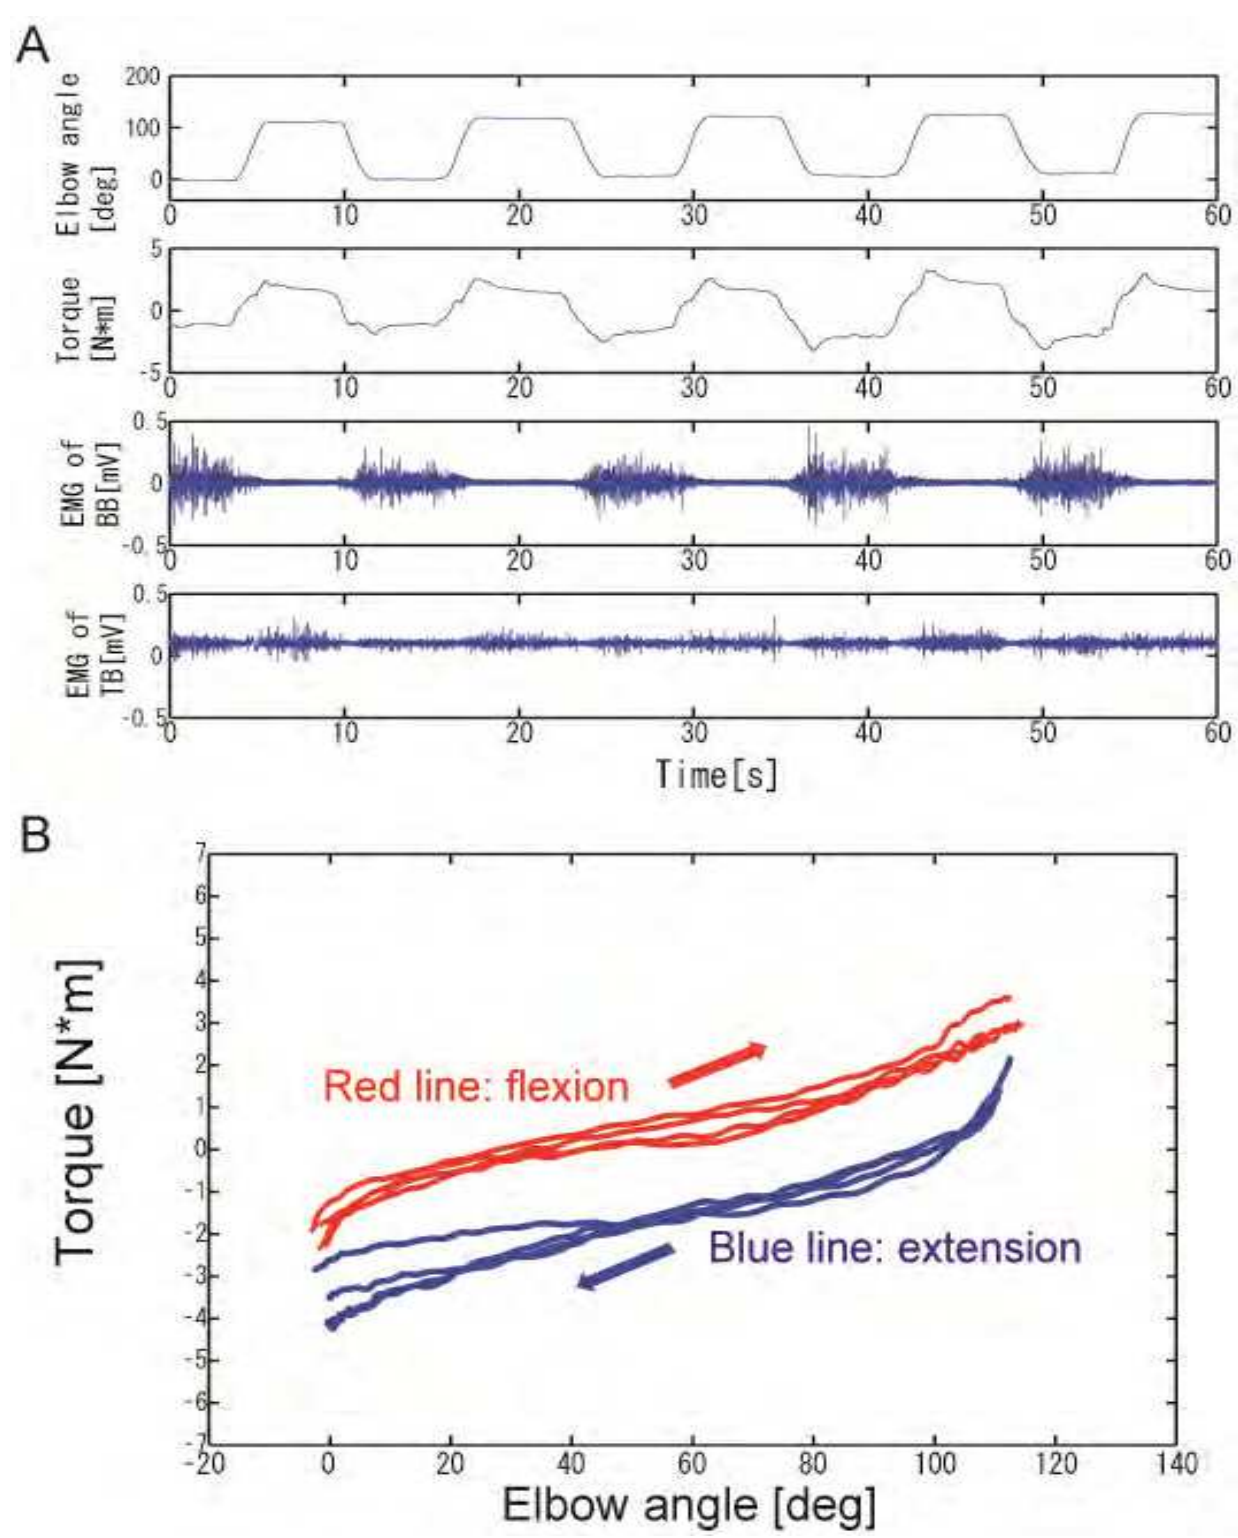 A
Elbow angle
[deg]
200
100
0
0 10 20 30 40 50 60
Torque
[N*m]
5
0
-5
0 10 20 30 40 50 60
EMG of
BB[mV]
0.5
0
-0.5
0 10 20 30 40 50 60
EMG of
TB[mV]
0.5
0
-0.5
0 10 20 30 40 50 60
Time[s]
B
Torque [N*m]
7
6
5
4
3
2
1
0
-1
-2
-3
-4
-5
-6
-7
Red line: flexion
Blue line: extension
-20 0 20 40 60 80 100 120 140
Elbow angle [deg]